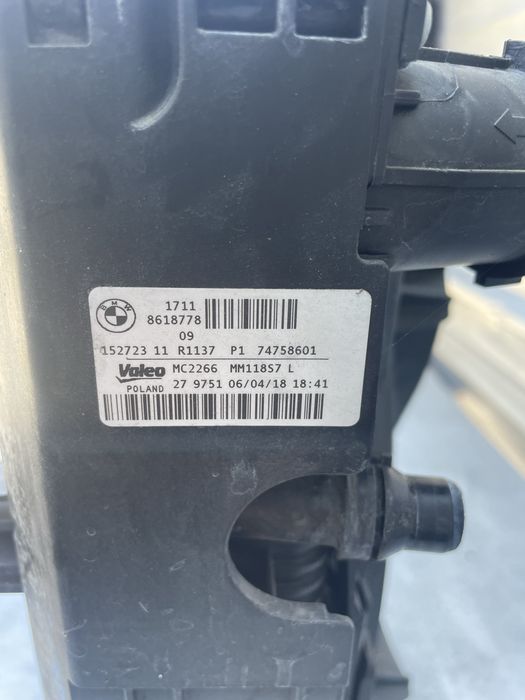 BMW
1711
8618778
09
152723 11 R1137 P1 74758601
Valeo MC2266 MM118S7 L
POLAND 27 9751 06/04/18 18:41